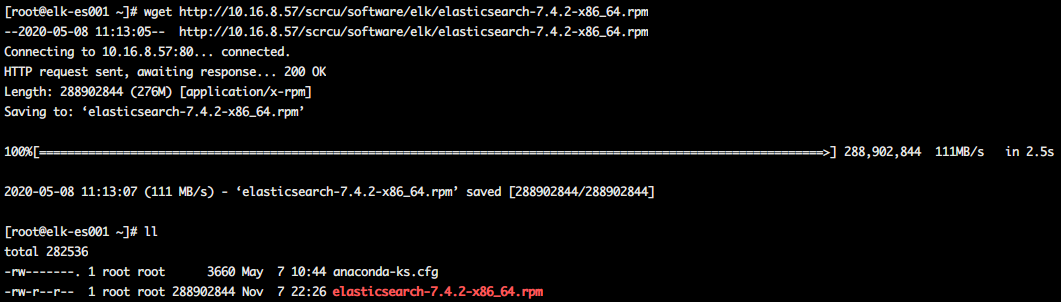 [root@elk-es001 ~]# wget http://10.16.8.57/scrcu/software/elk/elasticsearch-7.4.2-x86_64.rpm
--2020-05-08 11:13:05--  http://10.16.8.57/scrcu/software/elk/elasticsearch-7.4.2-x86_64.rpm
Connecting to 10.16.8.57:80... connected.
HTTP request sent, awaiting response... 200 OK
Length: 288902844 (276M) [application/x-rpm]
Saving to: ‘elasticsearch-7.4.2-x86_64.rpm’
100%[==============================================================================================================>] 288,902,844  111MB/s   in 2.5s
2020-05-08 11:13:07 (111 MB/s) - ‘elasticsearch-7.4.2-x86_64.rpm’ saved [288902844/288902844]
[root@elk-es001 ~]# ll
total 282536
-rw-------. 1 root root      3660 May  7 10:44 anaconda-ks.cfg
-rw-r--r--  1 root root 288902844 Nov  7 22:26 elasticsearch-7.4.2-x86_64.rpm